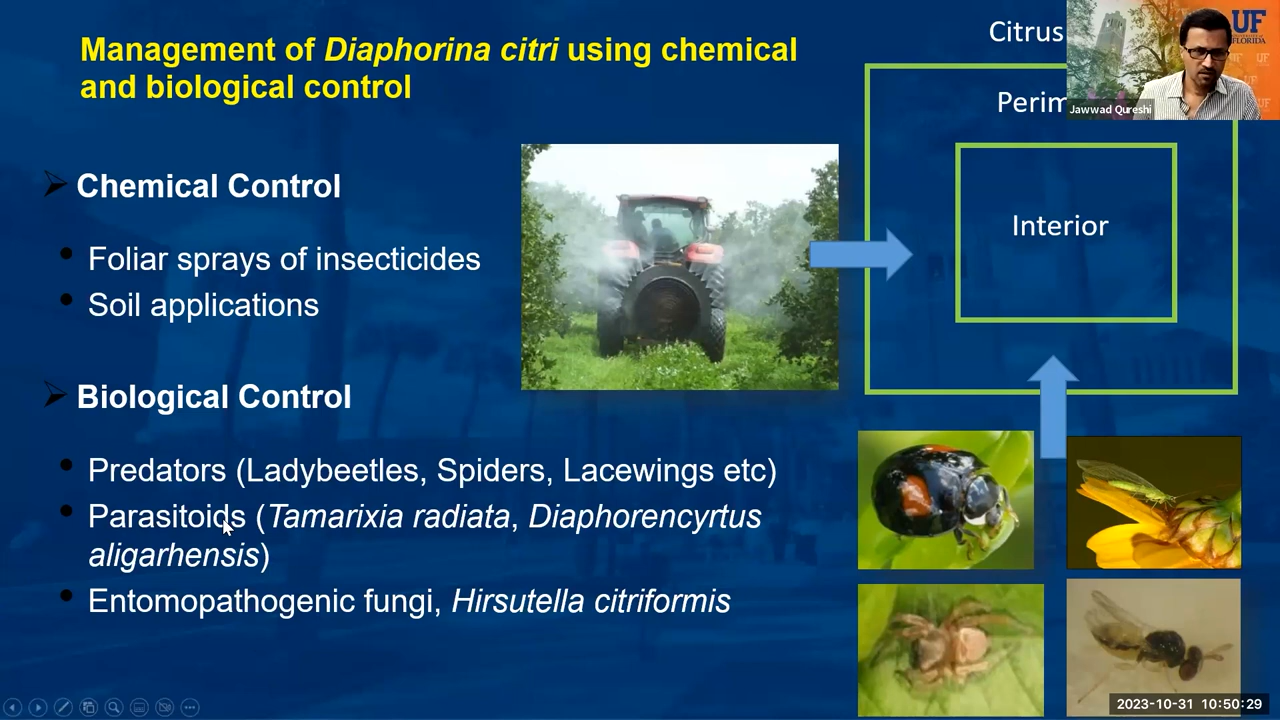 Management of Diaphorina citri using chemical
and biological control
Chemical Control
Foliar sprays of insecticides
Soil applications
Biological Control
Predators (Ladybeetles, Spiders, Lacewings etc)
Parasitoids (Tamarixia radiata, Diaphorencyrtus
aligarhensis)
Entomopathogenic fungi, Hirsutella citriformis
Citrus
Perim
Interior
UF
FLORIDA
Jawwad Qureshi
2023-10-31 10:50:29